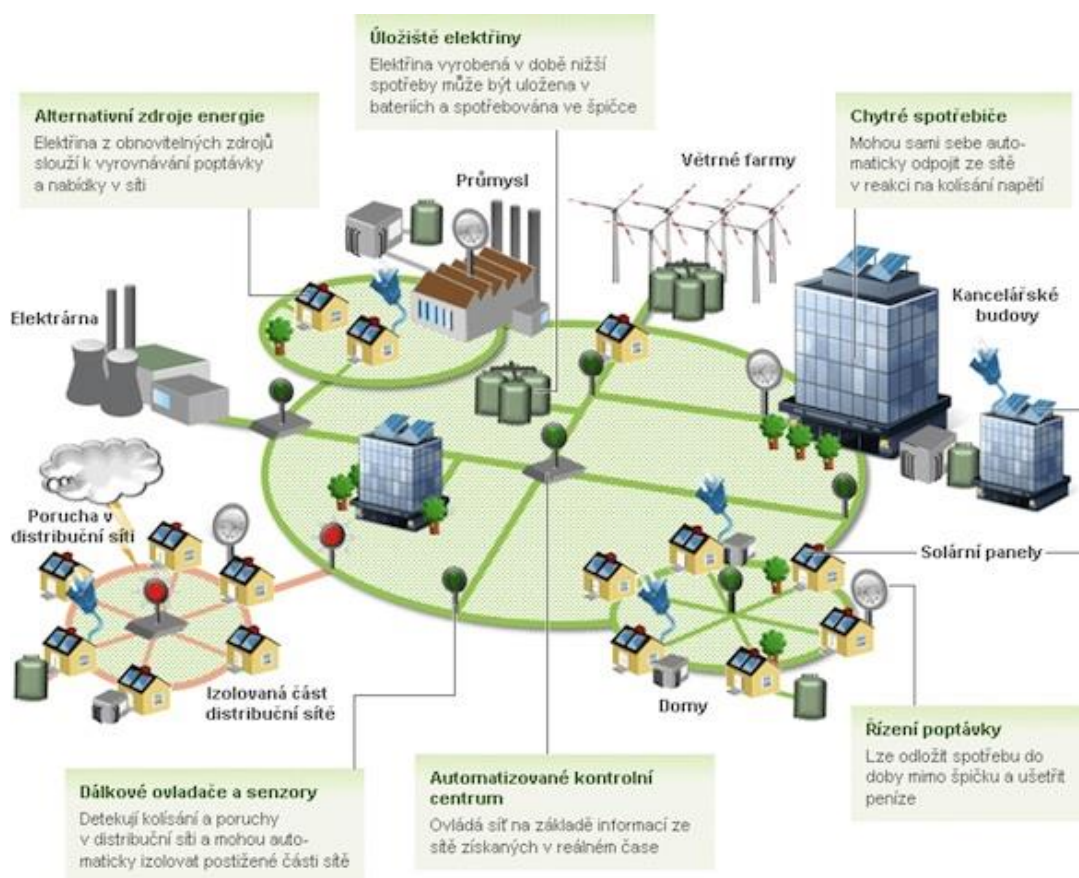 Úložiště elektřiny
Elektřina vyrobená v době nižší
spotřeby může být uložena v
bateriích a spotřebována ve špičce
Alternativní zdroje energie
Elektřina z obnovitelných zdrojů
slouží k vyrovnávání poptávky
a nabídky v síti
Chytré spotřebiče
Mohou sami sebe auto-
maticky odpojit ze sítě
v reakci na kolísání napětí
Větrné farmy
Průmysl
Kancelářské
budovy
Elektrárna
Porucha v
distribuční síti
Solární panely
Izolovaná část
distribuční sítě
Domy
Řízení poptávky
Lze odložit spotřebu do
doby mimo špičku a ušetřit
peníze
Dálkové ovladače a senzory
Detekují kolísání a poruchy
v distribuční síti a mohou auto-
maticky izolovat postižené části sítě
Automatizované kontrolní
centrum
Ovládá síť na základě informací ze
sítě získaných v reálném čase